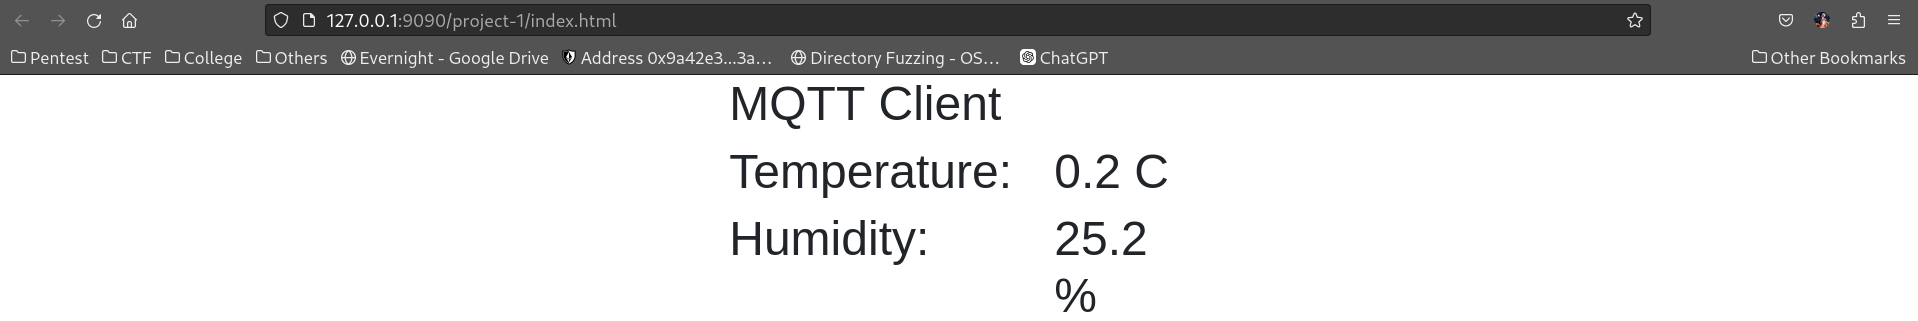 127.0.0.1:9090/project-1/index.html
Pentest CTF College Others Evernight - Google Drive Address 0x9a42e3...3a... Directory Fuzzing - OS... ChatGPT Other Bookmarks
MQTT Client
Temperature: 0.2 C
Humidity: 25.2
%